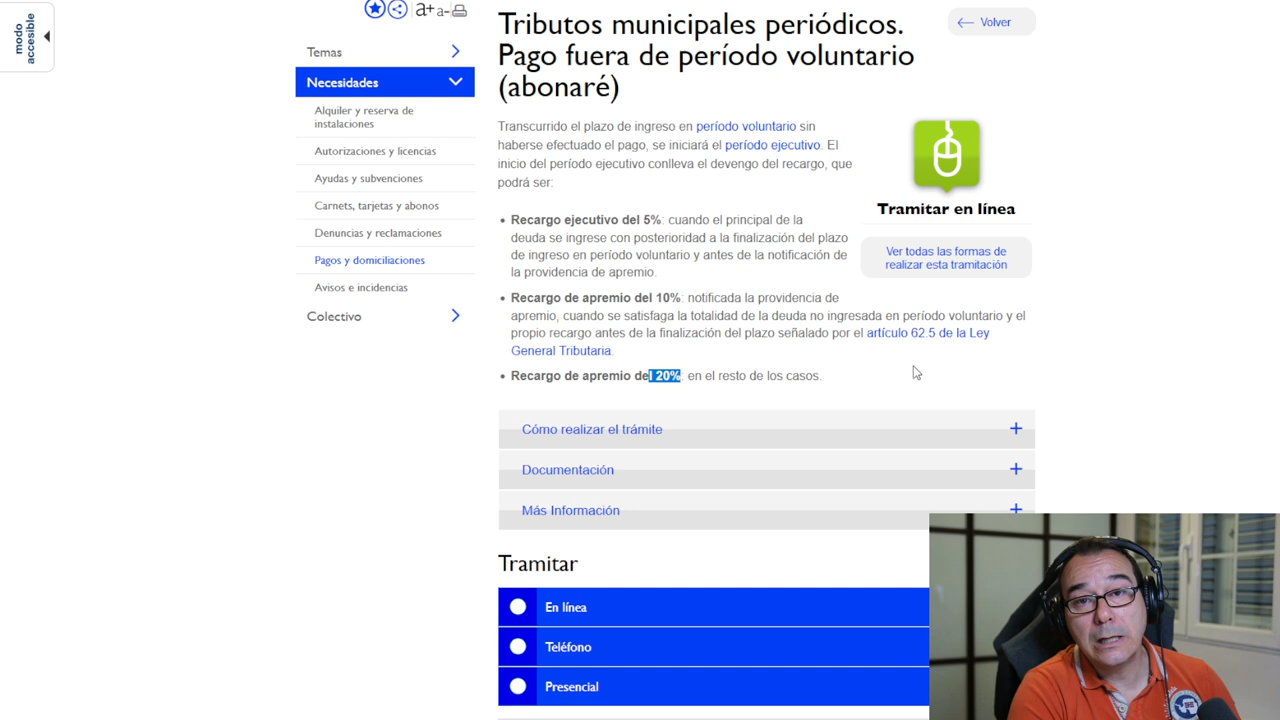 modo
accesible
a+ a-
Temas
Necesidades
Alquiler y reserva de
instalaciones
Autorizaciones y licencias
Ayudas y subvenciones
Carnets, tarjetas y abonos
Denuncias y reclamaciones
Pagos y domiciliaciones
Avisos e incidencias
Colectivo
Tributos municipales periódicos.
Pago fuera de período voluntario
(abonaré)
Volver
Transcurrido el plazo de ingreso en período voluntario sin
haberse efectuado el pago, se iniciará el período ejecutivo. El
inicio del período ejecutivo conlleva el devengo del recargo, que
podrá ser:
• Recargo ejecutivo del 5%: cuando el principal de la
deuda se ingrese con posterioridad a la finalización del plazo
de ingreso en período voluntario y antes de la notificación de
la providencia de apremio.
• Recargo de apremio del 10%: notificada la providencia de
apremio, cuando se satisfaga la totalidad de la deuda no ingresada en período voluntario y el
propio recargo antes de la finalización del plazo señalado por el artículo 62.5 de la Ley
General Tributaria.
• Recargo de apremio del 20%: en el resto de los casos.
Tramitar en línea
Ver todas las formas de
realizar esta tramitación
Cómo realizar el trámite +
Documentación +
Más Información +
Tramitar
En línea
Teléfono
Presencial